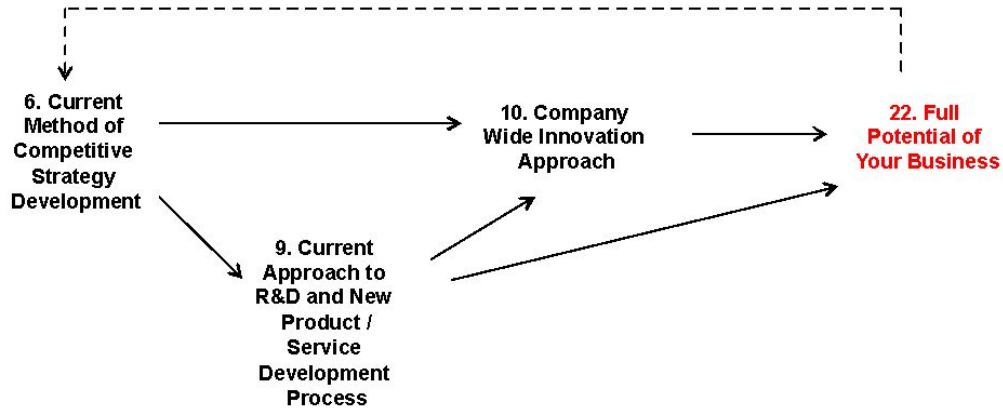 6. Current
Method of
Competitive
Strategy
Development
10. Company
Wide Innovation
Approach
22. Full
Potential of
Your Business
9. Current
Approach to
R&D and New
Product /
Service
Development
Process